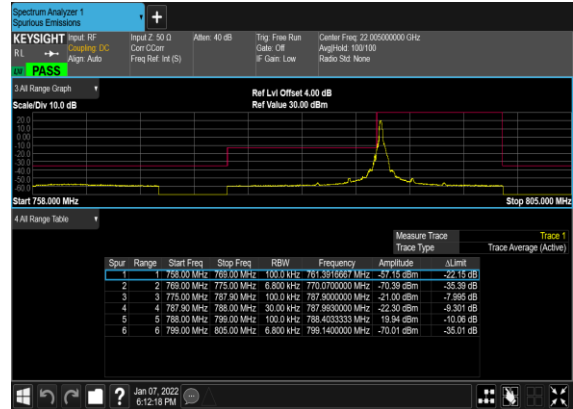 Spectrum Analyzer 1
Spurious Emissions
KEYSIGHT Input: RF Input Z: 50 Ω Atten: 40 dB Trig: Free Run Center Freq: 22.005000000 GHz
RL Coupling: DC Corr CCorr Gate: Off Avg|Hold: 100/100
Align: Auto Freq Ref: Int (S) IF Gain: Low Radio Std: None
PASS
3 All Range Graph Ref Lvl Offset 4.00 dB
Scale/Div 10.0 dB Ref Value 30.00 dBm
20.0
10.0
0.00
-10.0
-20.0
-30.0
-40.0
-50.0
-60.0
Start 758.000 MHz Stop 805.000 MHz
4 All Range Table
Measure Trace Trace 1
Trace Type Trace Average (Active)
Spur Range Start Freq Stop Freq RBW Frequency Amplitude ΔLimit
1 1 758.00 MHz 769.00 MHz 100.0 kHz 761.3916667 MHz -57.15 dBm -22.15 dB
2 2 769.00 MHz 775.00 MHz 6.800 kHz 770.0700000 MHz -70.39 dBm -35.39 dB
3 3 775.00 MHz 787.90 MHz 100.0 kHz 787.9000000 MHz -21.00 dBm -7.995 dB
4 4 787.90 MHz 788.00 MHz 30.00 kHz 787.9930000 MHz -22.30 dBm -9.301 dB
5 5 788.00 MHz 799.00 MHz 100.0 kHz 788.4033333 MHz 19.94 dBm -10.06 dB
6 6 799.00 MHz 805.00 MHz 6.800 kHz 799.1400000 MHz -70.01 dBm -35.01 dB
Jan 07, 2022
6:12:18 PM